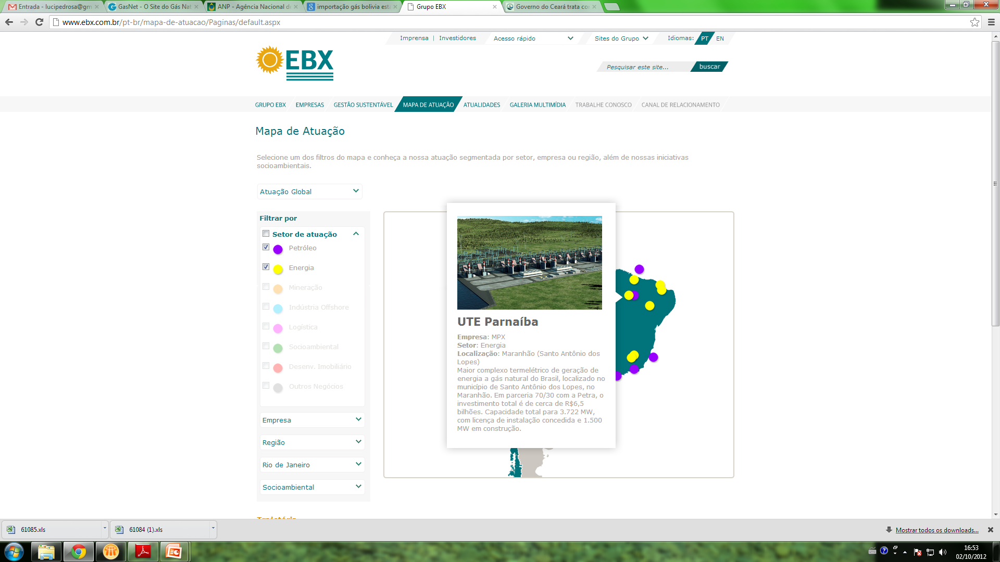 Entrada - lucipedrosa@gm
GasNet - O Site do Gás Nat
ANP - Agência Nacional d
importação gás bolivia est
Grupo EBX
Governo do Ceará trata co
www.ebx.com.br/pt-br/mapa-de-atuacao/Paginas/default.aspx
Imprensa | Investidores
Acesso rápido
Sites do Grupo
Idiomas: PT EN
EBX
Pesquisar este site...
buscar
GRUPO EBX
EMPRESAS
GESTÃO SUSTENTÁVEL
MAPA DE ATUAÇÃO
ATUALIDADES
GALERIA MULTIMÍDIA
TRABALHE CONOSCO
CANAL DE RELACIONAMENTO
Mapa de Atuação
Selecione um dos filtros do mapa e conheça a nossa atuação segmentada por setor, empresa ou região, além de nossas iniciativas
socioambientais.
Atuação Global
Filtrar por
Setor de atuação
Petróleo
Energia
Mineração
Indústria Offshore
Logística
Socioambiental
Desenv. Imobiliário
Outros Negócios
Empresa
Região
Rio de Janeiro
Socioambiental
UTE Parnaíba
Empresa: MPX
Setor: Energia
Localização: Maranhão (Santo Antônio dos
Lopes)
Maior complexo termelétrico de geração de
energia a gás natural do Brasil, localizado no
município de Santo Antônio dos Lopes, no
Maranhão. Em parceria 70/30 com a Petra, o
investimento total é de cerca de R$6,5
bilhões. Capacidade total para 3.722 MW,
com licença de instalação concedida e 1.500
MW em construção.
Trajetória
61085.xls
61084 (1).xls
Mostrar todos os downloads...
16:53
02/10/2012